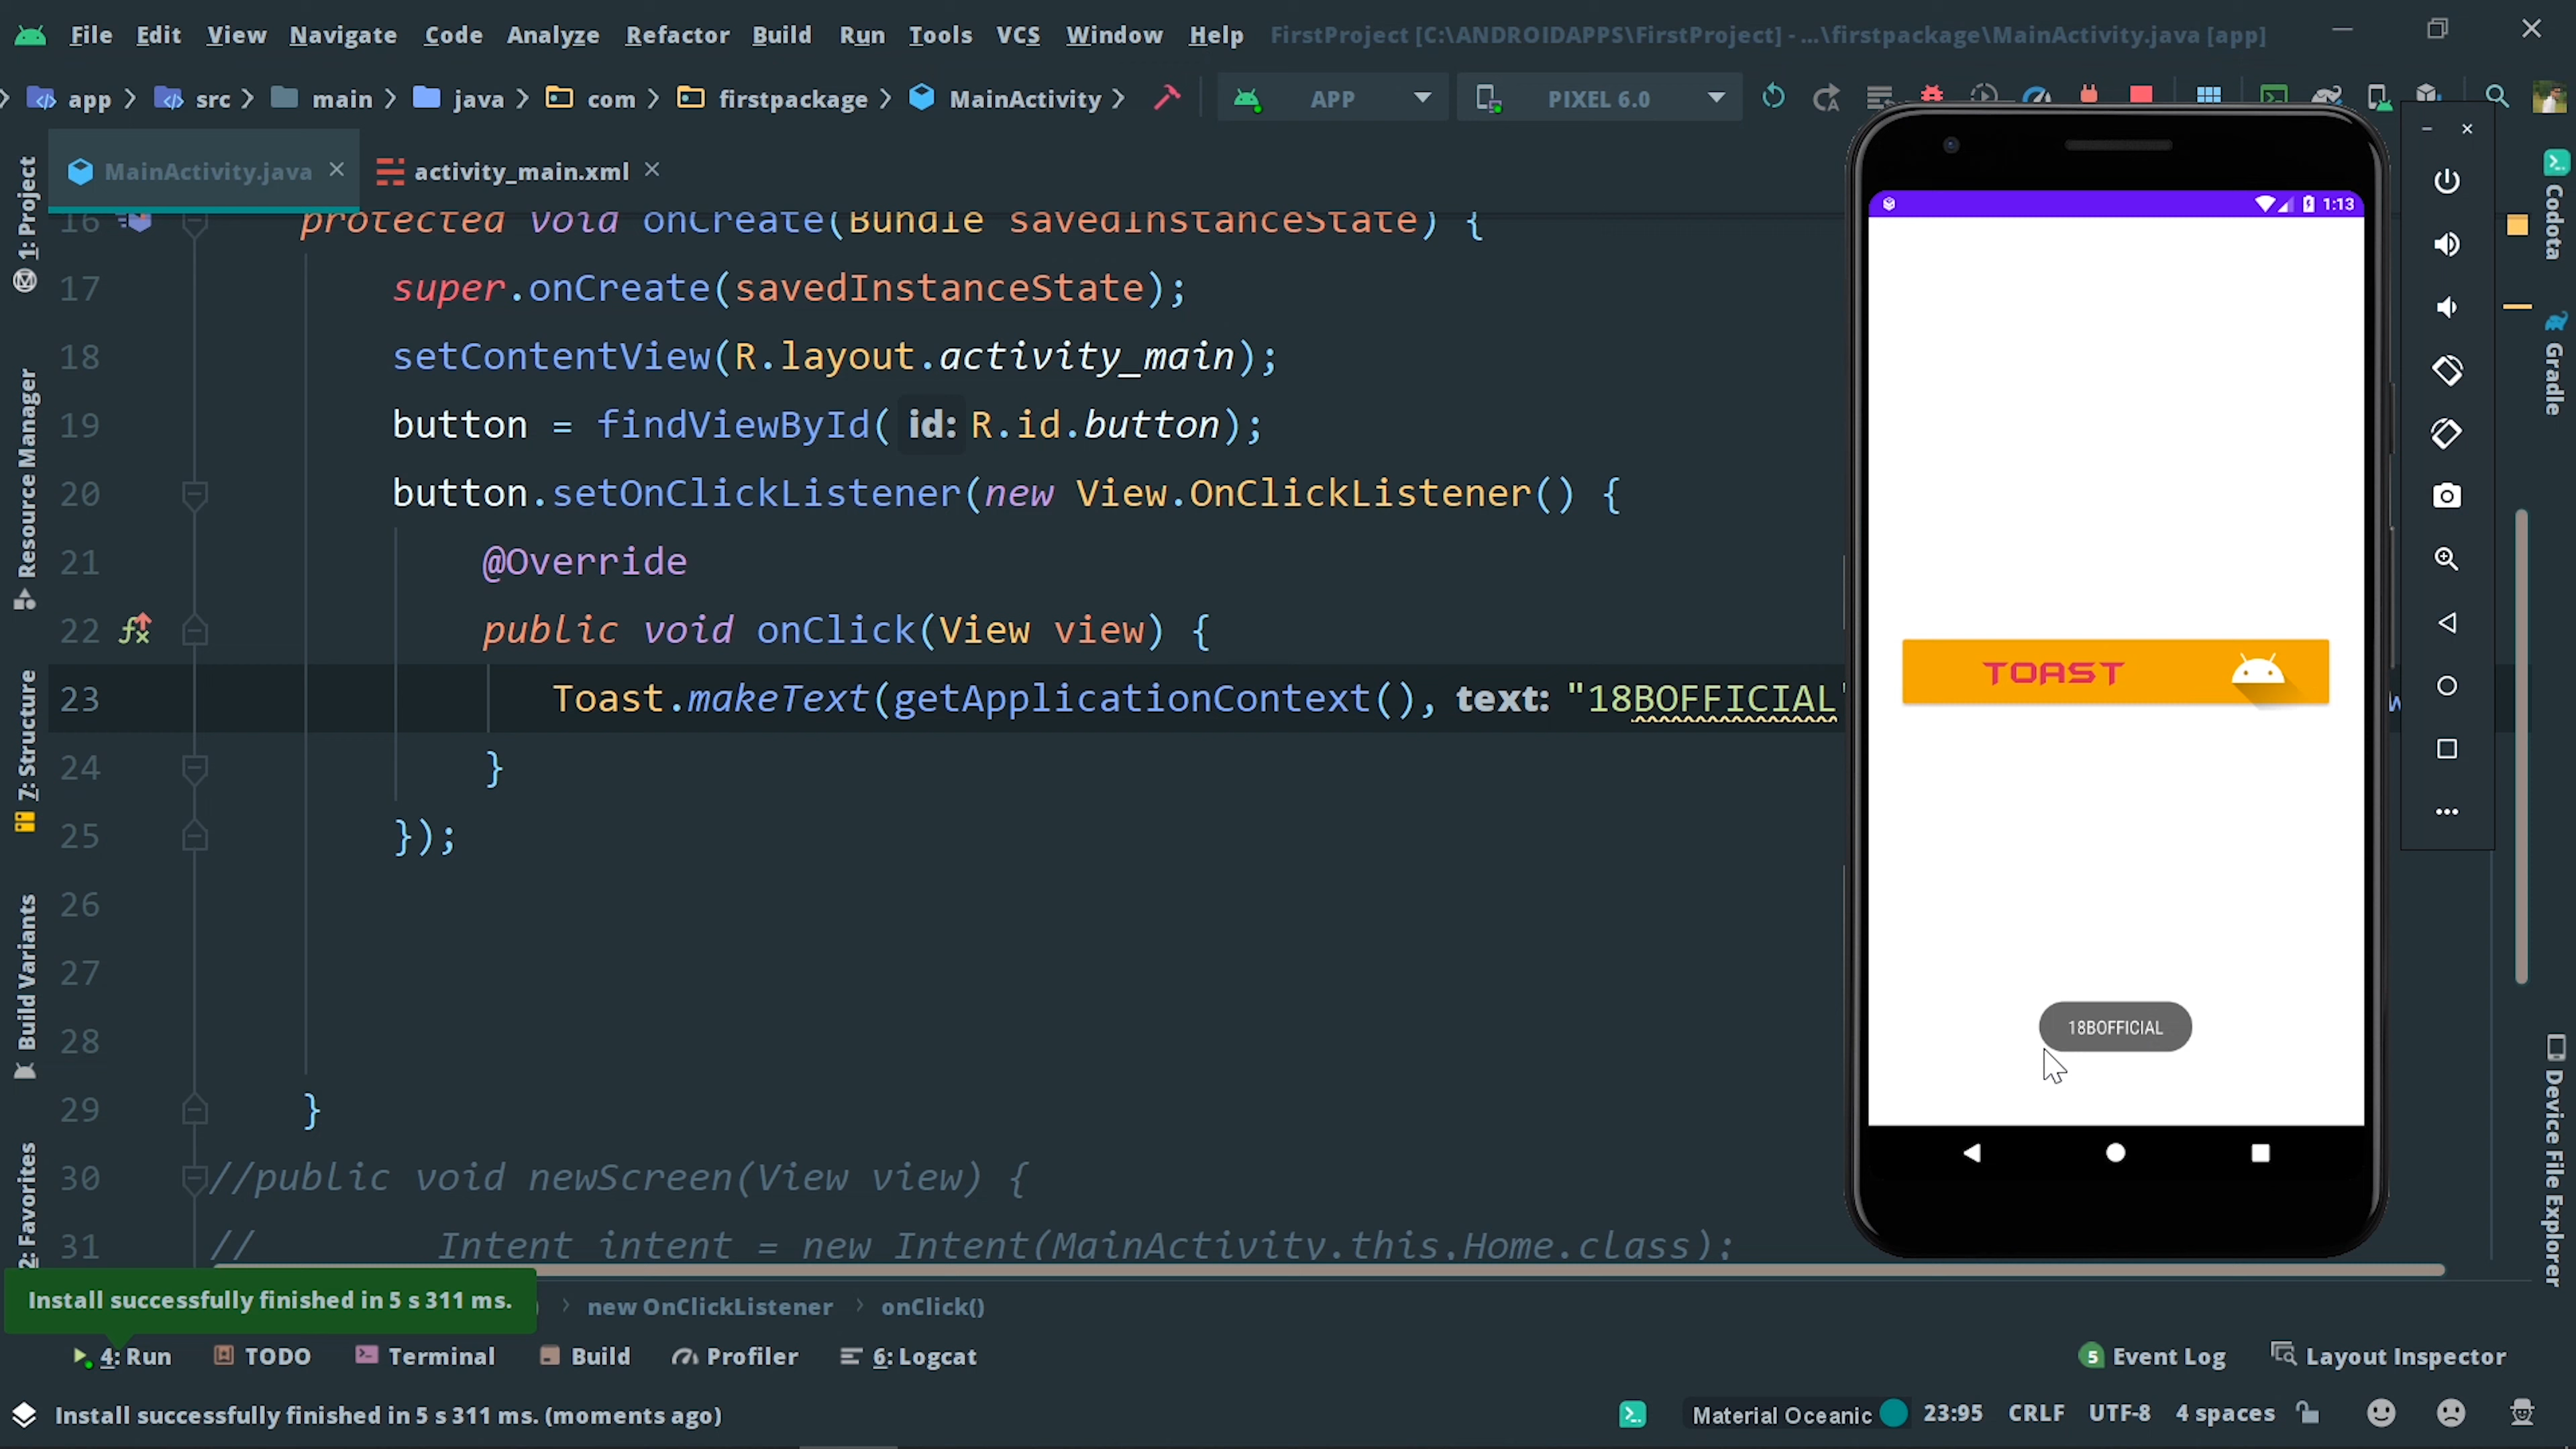 File Edit View Navigate Code Analyze Refactor Build Run Tools VCS Window Help FirstProject [C:\ANDROIDAPPS\FirstProject] - ...\firstpackage\MainActivity.java [app]
app src main java com firstpackage MainActivity APP PIXEL 6.0
MainActivity.java activity_main.xml
16 protected void onCreate(Bundle savedInstanceState) {
17 super.onCreate(savedInstanceState);
18 setContentView(R.layout.activity_main);
19 button = findViewById( id: R.id.button);
20 button.setOnClickListener(new View.OnClickListener() {
21 @Override
22 public void onClick(View view) {
23 Toast.makeText(getApplicationContext(), text: "18BOFFICIAL"
24 }
25 });
26
27
28
29 }
30 //public void newScreen(View view) {
31 // Intent intent = new Intent(MainActivity.this,Home.class);
1: Project
Resource Manager
7: Structure
Build Variants
2: Favorites
1:13
TOAST
18BOFFICIAL
Codota
Gradle
Device File Explorer
Install successfully finished in 5 s 311 ms.
new OnClickListener onClick()
4: Run TODO Terminal Build Profiler 6: Logcat 5 Event Log Layout Inspector
Install successfully finished in 5 s 311 ms. (moments ago) Material Oceanic 23:95 CRLF UTF-8 4 spaces